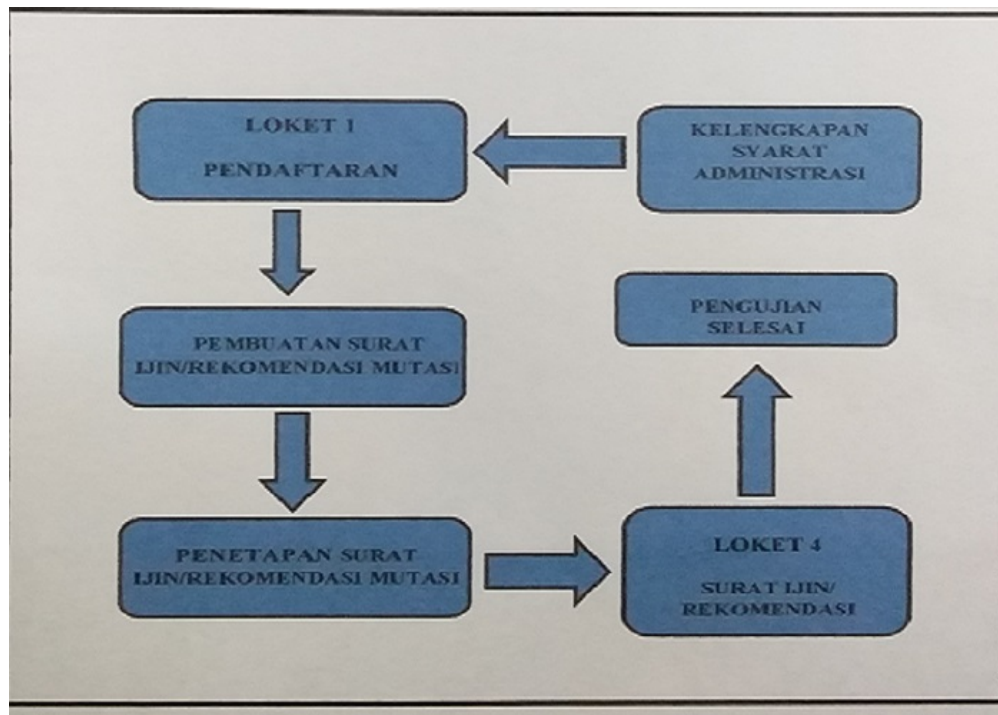 LOKET 1
PENDAFTARAN
KELENGKAPAN
SYARAT
ADMINISTRASI
PEMBUATAN SURAT
IJIN/REKOMENDASI MUTASI
PENGUJIAN
SELESAI
PENETAPAN SURAT
IJIN/REKOMENDASI MUTASI
LOKET 4
SURAT IJIN/
REKOMENDASI